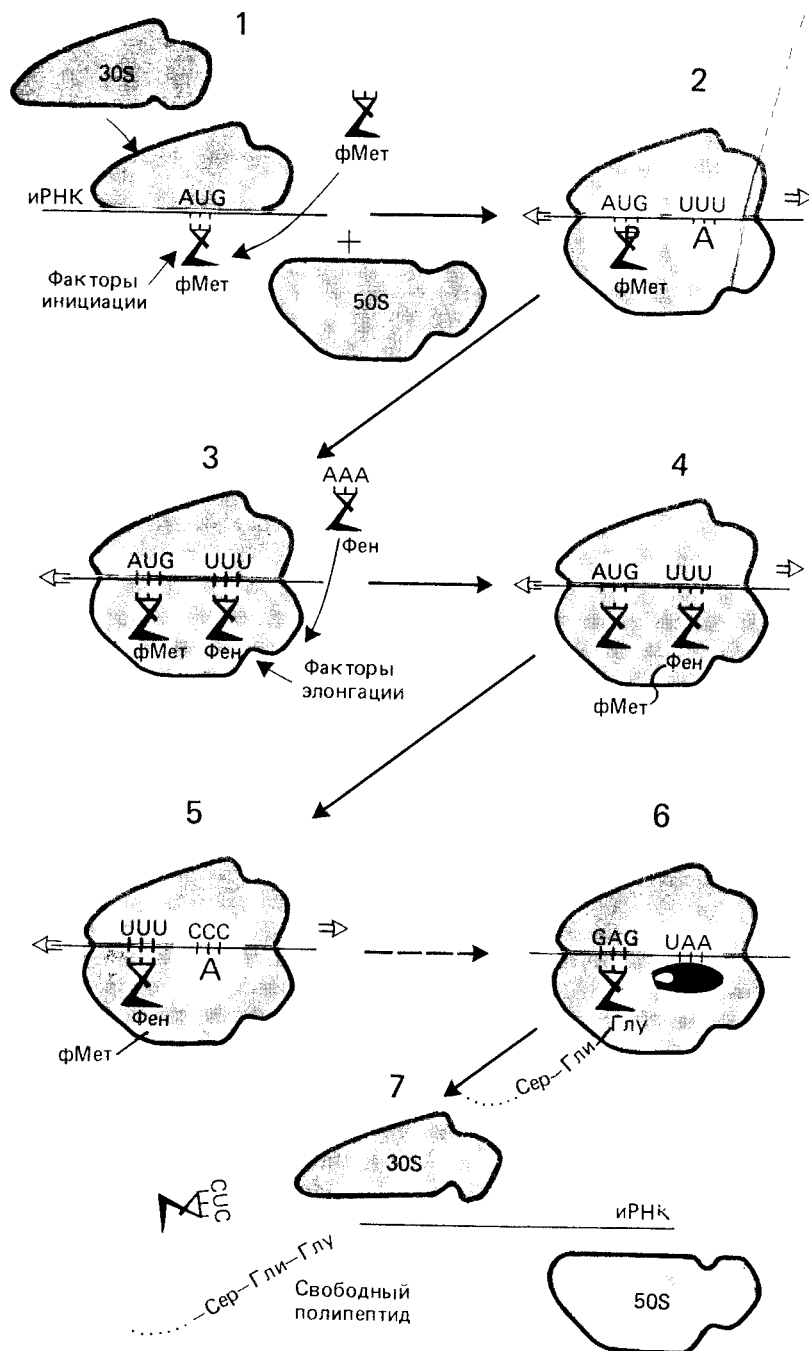 1
30S
фМет
иРНК
AUG
Факторы
инициации
фМет
+
50S
2
AUG UUU
P A
фМет
3
AAA
Фен
AUG UUU
фМет Фен
Факторы
элонгации
4
AUG UUU
Фен
фМет
5
UUU CCC
A
Фен
фМет
6
GAG UAA
Глу
Сер–Гли–
7
30S
CUC
иРНК
–Сер–Гли–Глу
Свободный
полипептид
50S